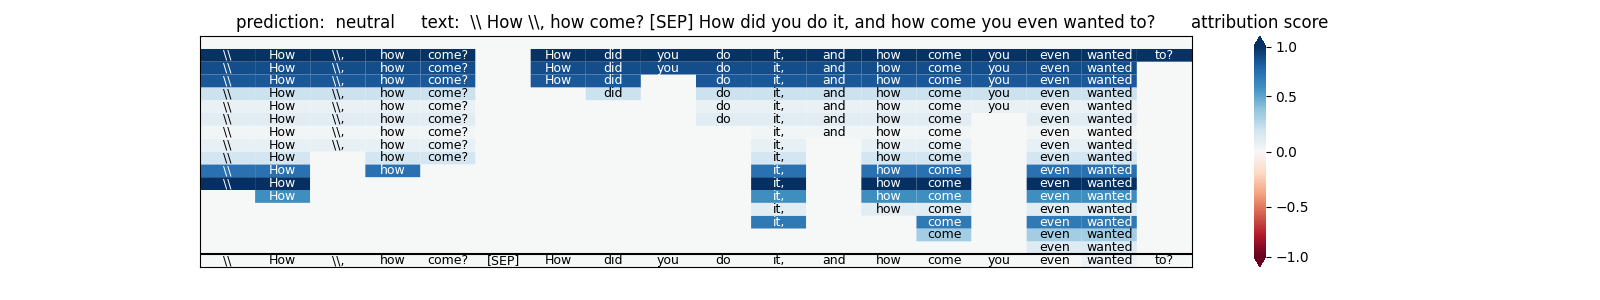 prediction:  neutral     text:  \\ How \\, how come? [SEP] How did you do it, and how come you even wanted to?       attribution score
\\ How \\, how come? How did you do it, and how come you even wanted to?
\\ How \\, how come? How did you do it, and how come you even wanted
\\ How \\, how come? How did do it, and how come you even wanted
\\ How \\, how come? did do it, and how come you even wanted
\\ How \\, how come? do it, and how come you even wanted
\\ How \\, how come? do it, and how come even wanted
\\ How \\, how come? it, and how come even wanted
\\ How \\, how come? it, how come even wanted
\\ How how come? it, how come even wanted
\\ How how it, how come even wanted
\\ How it, how come even wanted
How it, how come even wanted
it, how come even wanted
it, come even wanted
come even wanted
even wanted
\\ How \\, how come? [SEP] How did you do it, and how come you even wanted to?
1.0
0.5
0.0
−0.5
−1.0